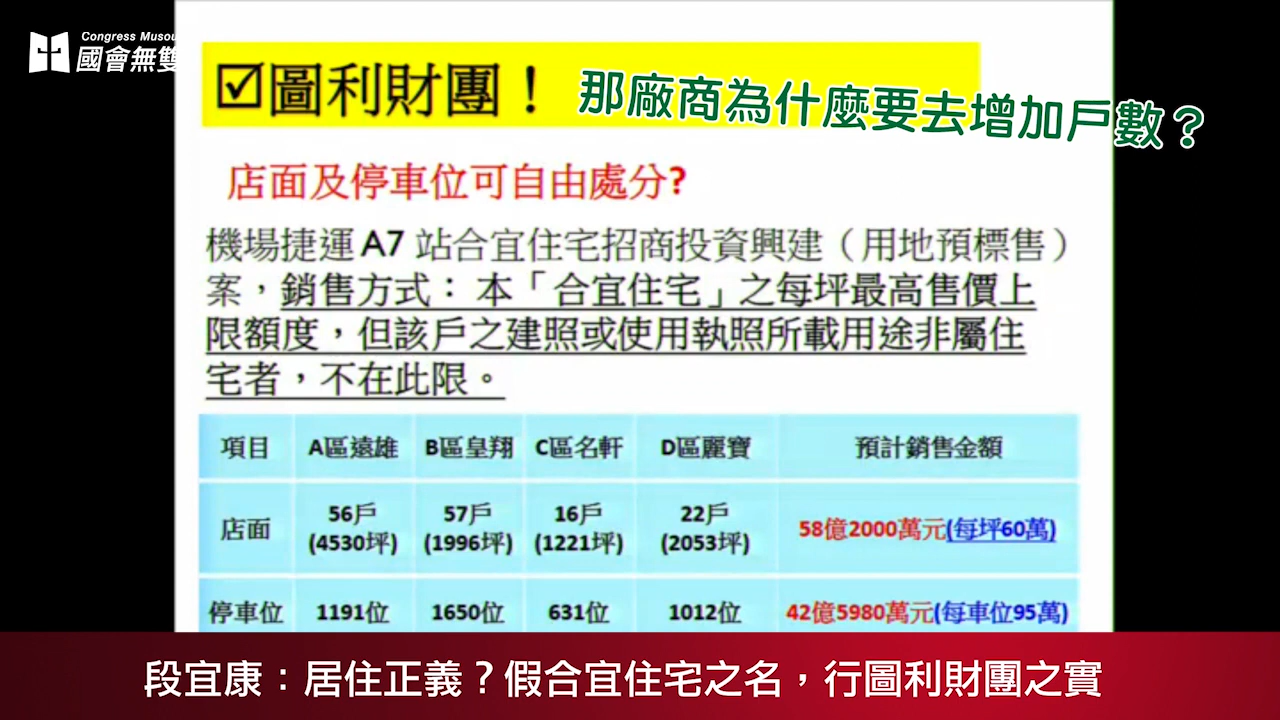 Congress Musou
國會無雙
☑圖利財團！
那廠商為什麼要去增加戶數？
店面及停車位可自由處分?
機場捷運 A7 站合宜住宅招商投資興建（用地預標售）
案，銷售方式： 本「合宜住宅」之每坪最高售價上
限額度，但該戶之建照或使用執照所載用途非屬住
宅者，不在此限。
項目 A區遠雄 B區皇翔 C區名軒 D區麗寶 預計銷售金額
店面 56戶 (4530坪) 57戶 (1996坪) 16戶 (1221坪) 22戶 (2053坪) 58億2000萬元(每坪60萬)
停車位 1191位 1650位 631位 1012位 42億5980萬元(每車位95萬)
段宜康：居住正義？假合宜住宅之名，行圖利財團之實